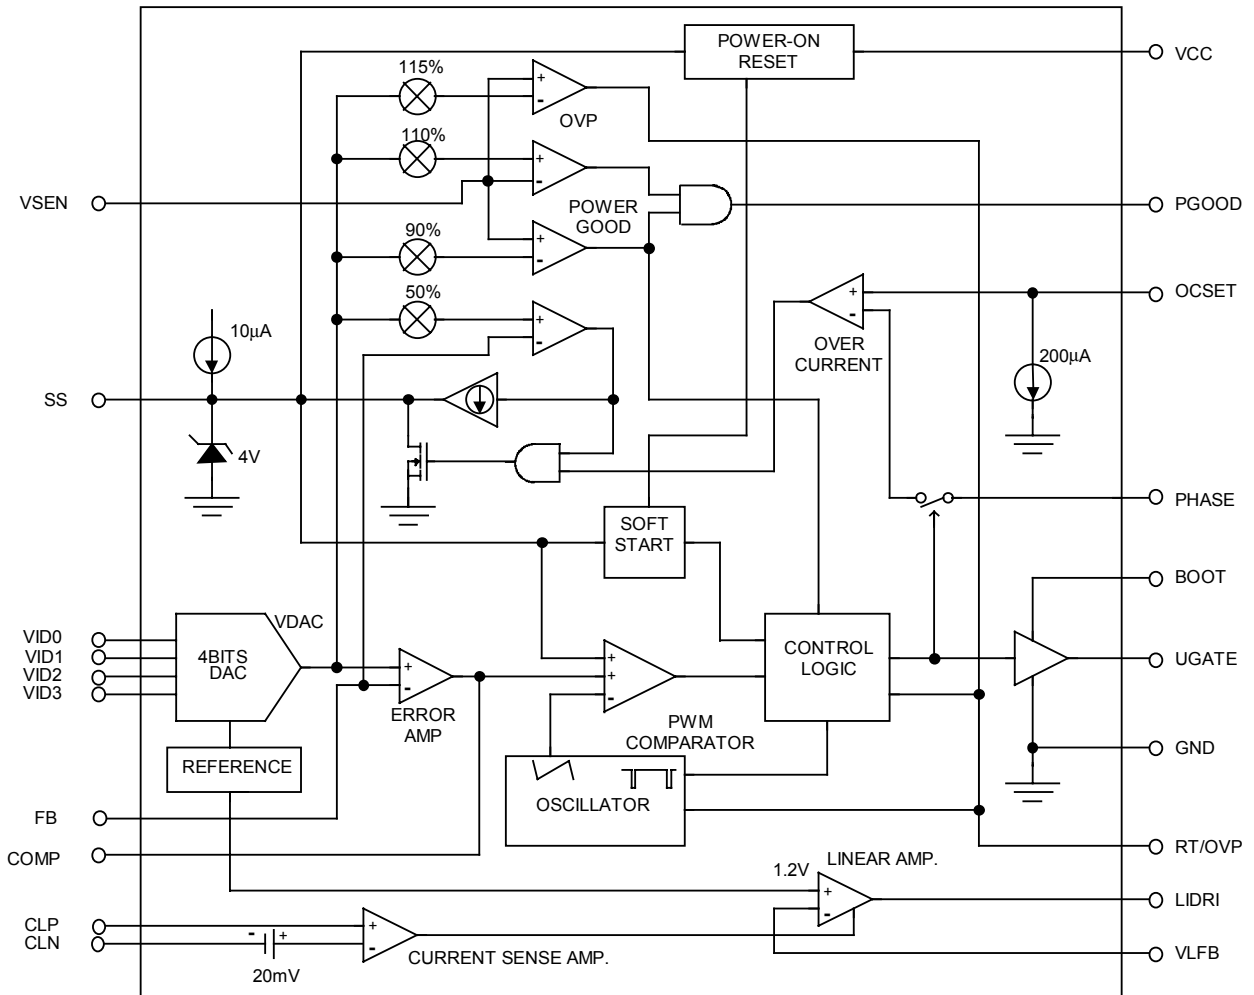 POWER-ON
RESET
VCC
115%
+
-
OVP
110%
+
-
VSEN
POWER
GOOD
PGOOD
90%
+
-
50%
+
-
OCSET
+
-
OVER
CURRENT
10μA
200μA
SS
4V
PHASE
SOFT
START
BOOT
VDAC
VID0
VID1
VID2
VID3
4BITS
DAC
+
-
ERROR
AMP
+
+
-
PWM
COMPARATOR
CONTROL
LOGIC
UGATE
GND
REFERENCE
OSCILLATOR
FB
COMP
RT/OVP
LINEAR AMP.
1.2V
+
-
LIDRI
CLP
CLN
- +
20mV
+
-
CURRENT SENSE AMP.
VLFB